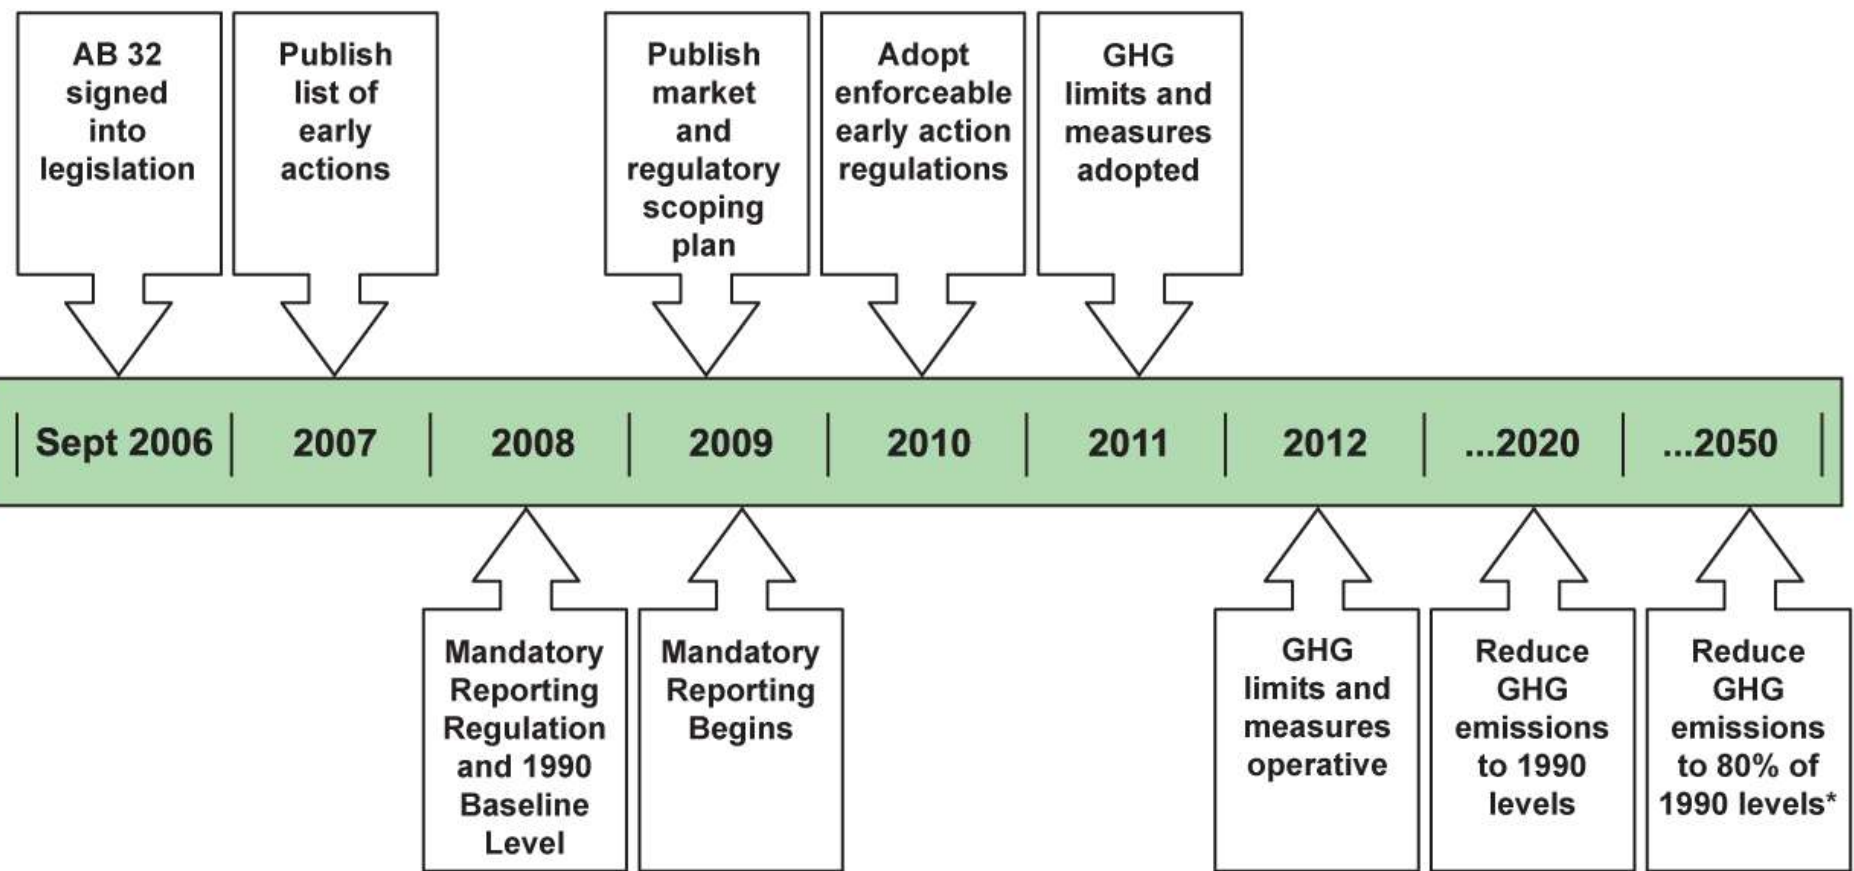 AB 32
signed
into
legislation
Publish
list of
early
actions
Publish
market
and
regulatory
scoping
plan
Adopt
enforceable
early action
regulations
GHG
limits and
measures
adopted
Sept 2006
2007
2008
2009
2010
2011
2012
...2020
...2050
Mandatory
Reporting
Regulation
and 1990
Baseline
Level
Mandatory
Reporting
Begins
GHG
limits and
measures
operative
Reduce
GHG
emissions
to 1990
levels
Reduce
GHG
emissions
to 80% of
1990 levels*